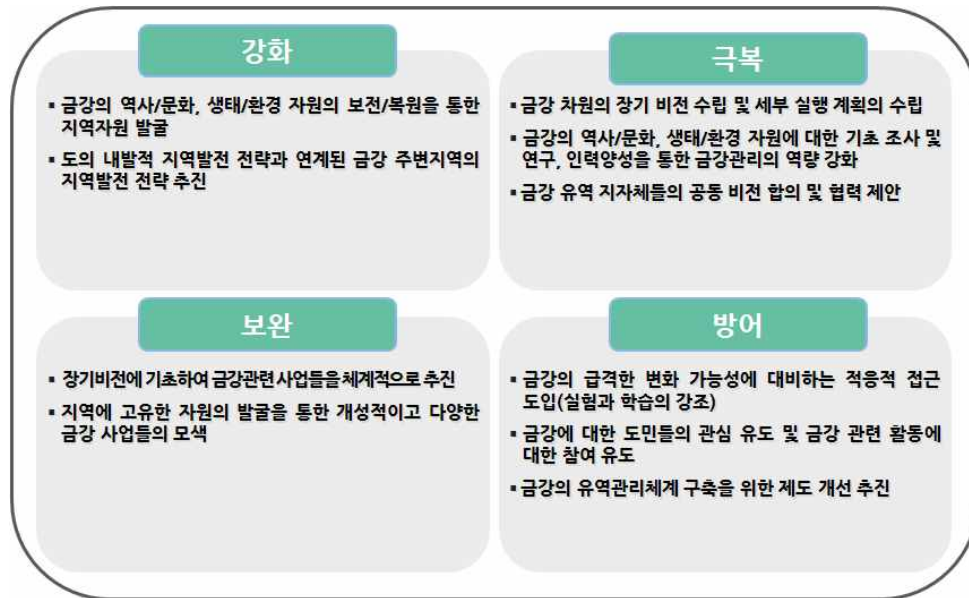 강화
▪ 금강의 역사/문화, 생태/환경 자원의 보전/복원을 통한
지역자원 발굴
▪ 도의 내발적 지역발전 전략과 연계된 금강 주변지역의
지역발전 전략 추진
극복
▪ 금강 차원의 장기 비전 수립 및 세부 실행 계획의 수립
▪ 금강의 역사/문화, 생태/환경 자원에 대한 기초 조사 및
연구, 인력양성을 통한 금강관리의 역량 강화
▪ 금강 유역 지자체들의 공동 비전 합의 및 협력 제안
보완
▪ 장기비전에 기초하여 금강관련 사업들을 체계적으로 추진
▪ 지역에 고유한 자원의 발굴을 통한 개성적이고 다양한
금강 사업들의 모색
방어
▪ 금강의 급격한 변화 가능성에 대비하는 적응적 접근
도입(실험과 학습의 강조)
▪ 금강에 대한 도민들의 관심 유도 및 금강 관련 활동에
대한 참여 유도
▪ 금강의 유역관리체계 구축을 위한 제도 개선 추진